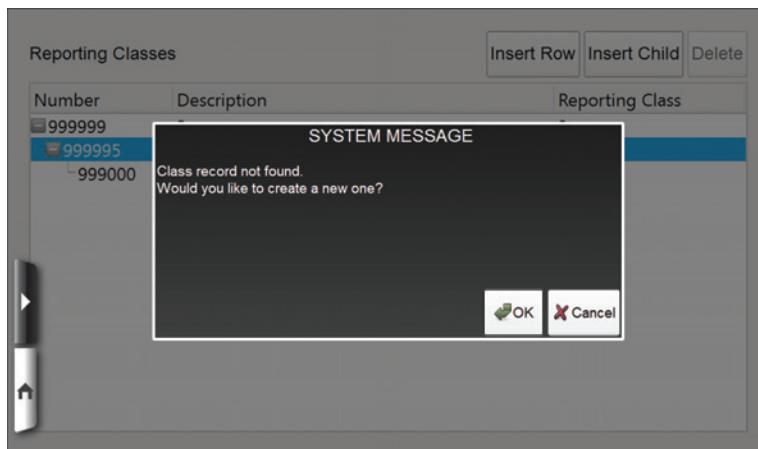 Reporting Classes
Insert Row
Insert Child
Delete
Number Description Reporting Class
999999
999995
999000
SYSTEM MESSAGE
Class record not found.
Would you like to create a new one?
OK
Cancel